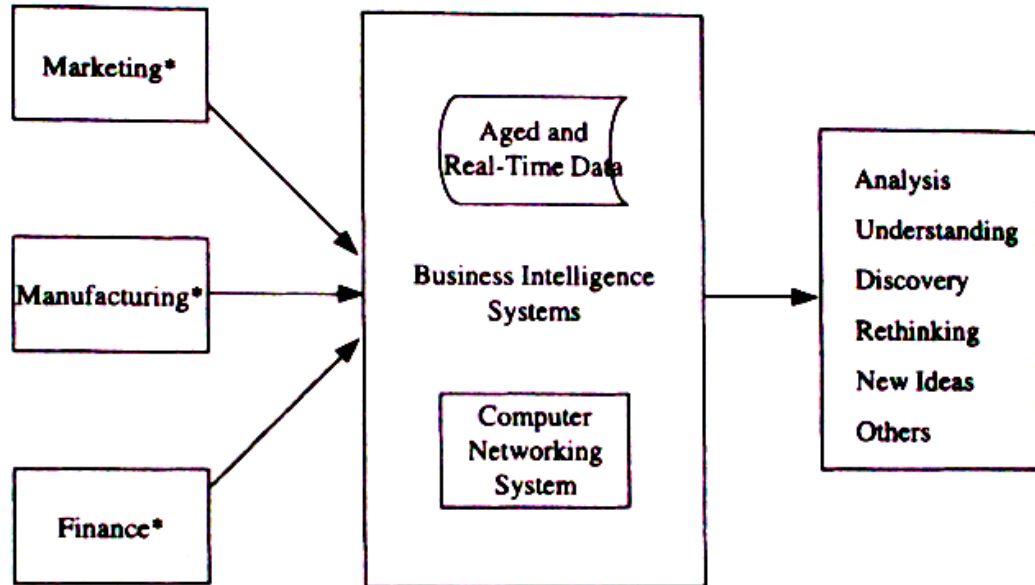 Marketing*
Manufacturing*
Finance*
Aged and
Real-Time Data
Business Intelligence
Systems
Computer
Networking
System
Analysis
Understanding
Discovery
Rethinking
New Ideas
Others